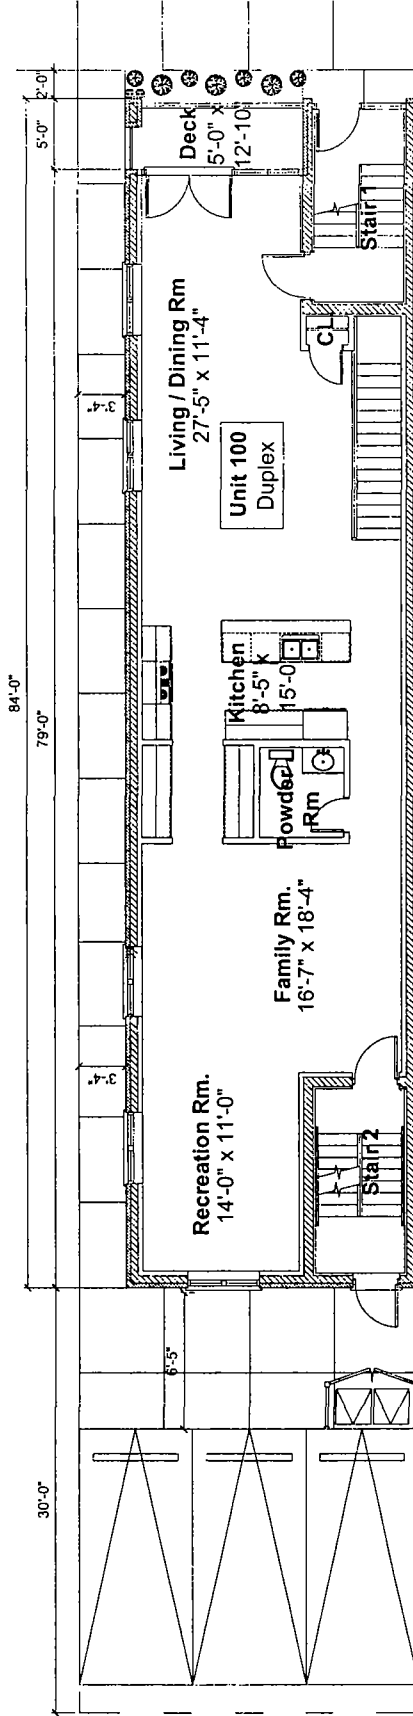 2'-0"
5'-0"
Deck
5'-0" x
12'-10"
Stair 1
Living / Dining Rm
27'-5" x 11'-4"
CL
3'-4"
Unit 100
Duplex
84'-0"
79'-0"
Kitchen
8'-5" x
15'-0
Powder
Rm
Family Rm.
16'-7" x 18'-4"
3'-4"
Recreation Rm.
14'-0" x 11'-0"
Stair 2
6'-5"
30'-0"